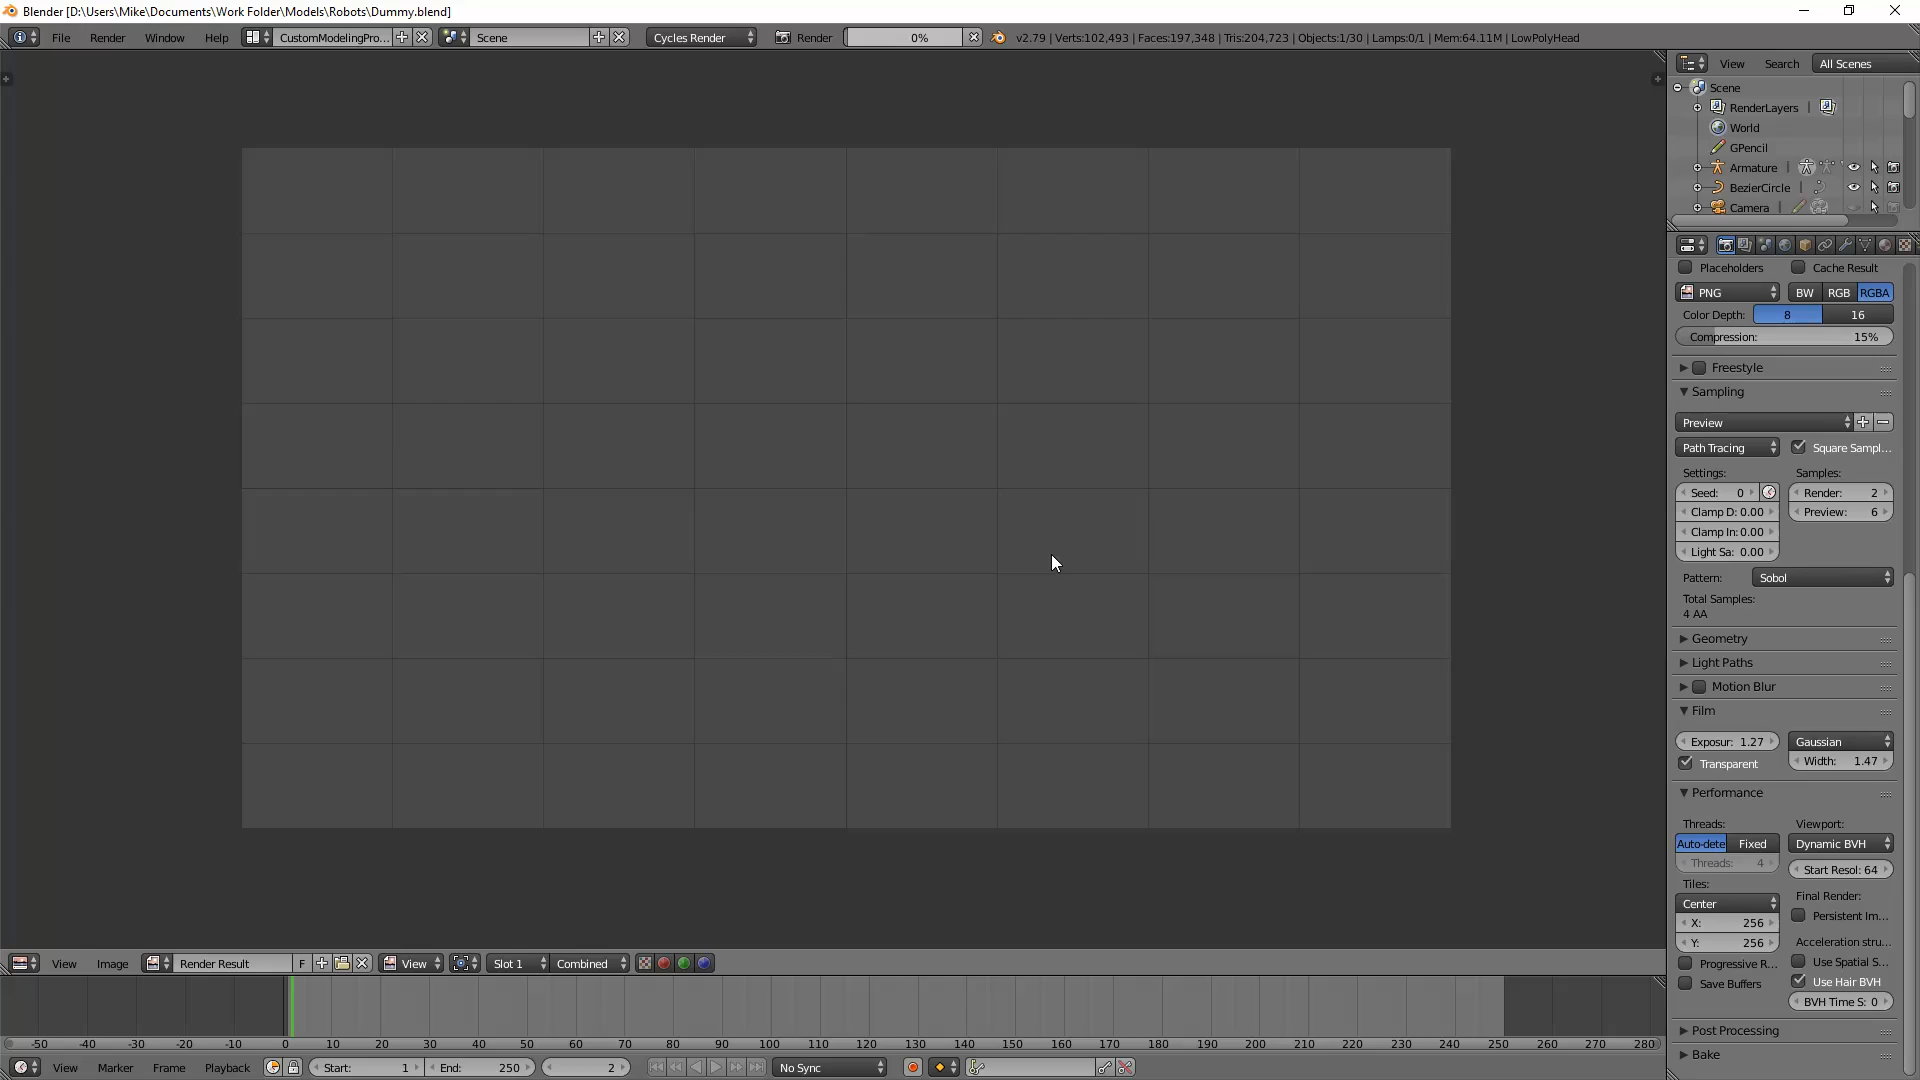 Blender [D:\Users\Mike\Documents\Work Folder\Models\Robots\Dummy.blend]
File Render Window Help CustomModelingPro... Scene Cycles Render Render 0% v2.79 | Verts:102,493 | Faces:197,348 | Tris:204,723 | Objects:1/30 | Lamps:0/1 | Mem:64.11M | LowPolyHead
View Search All Scenes
Scene
RenderLayers
World
GPencil
Armature
BezierCircle
Camera
Placeholders Cache Result
PNG BW RGB RGBA
Color Depth: 8 16
Compression: 15%
Freestyle
Sampling
Preview
Path Tracing Square Sampl...
Settings: Samples:
Seed: 0 Render: 2
Clamp D: 0.00 Preview: 6
Clamp In: 0.00
Light Sa: 0.00
Pattern: Sobol
Total Samples:
4 AA
Geometry
Light Paths
Motion Blur
Film
Exposur: 1.27 Gaussian
Transparent Width: 1.47
Performance
Threads: Viewport:
Auto-dete Fixed Dynamic BVH
Threads: 4 Start Resol: 64
Tiles: Final Render:
Center Persistent Im...
X: 256
Y: 256 Acceleration stru...
Progressive R... Use Spatial S...
Save Buffers Use Hair BVH
BVH Time S: 0
Post Processing
Bake
View Image Render Result F View Slot 1 Combined
-50 -40 -30 -20 -10 0 10 20 30 40 50 60 70 80 90 100 110 120 130 140 150 160 170 180 190 200 210 220 230 240 250 260 270 280
View Marker Frame Playback Start: 1 End: 250 2 No Sync